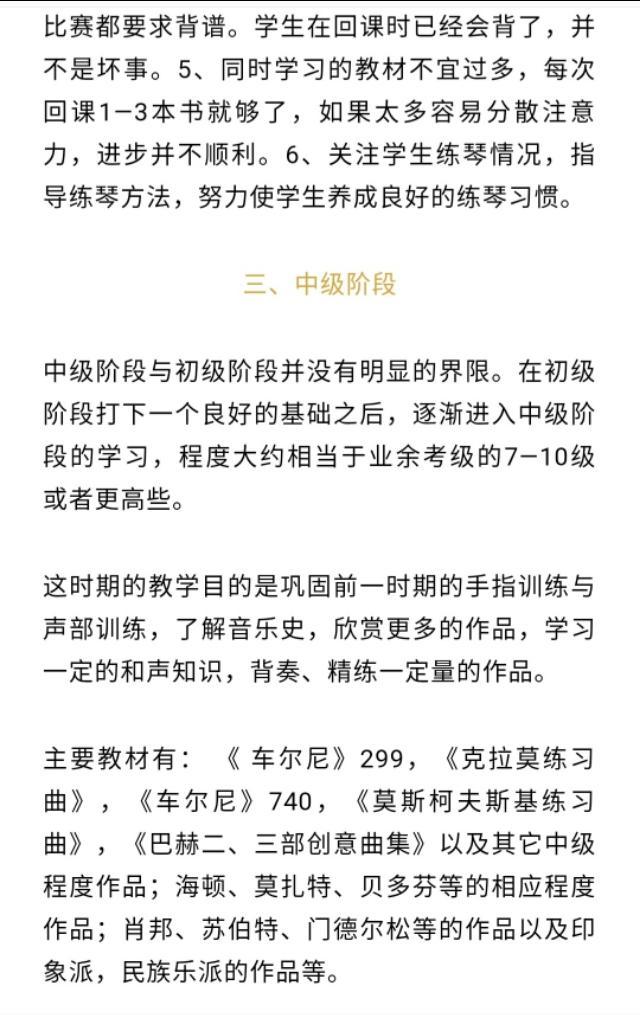 比赛都要求背谱。学生在回课时已经会背了，并
不是坏事。5、同时学习的教材不宜过多，每次
回课1—3本书就够了，如果太多容易分散注意
力，进步并不顺利。6、关注学生练琴情况，指
导练琴方法，努力使学生养成良好的练琴习惯。
三、中级阶段
中级阶段与初级阶段并没有明显的界限。在初级
阶段打下一个良好的基础之后，逐渐进入中级阶
段的学习，程度大约相当于业余考级的7—10级
或者更高些。
这时期的教学目的是巩固前一时期的手指训练与
声部训练，了解音乐史，欣赏更多的作品，学习
一定的和声知识，背奏、精练一定量的作品。
主要教材有： 《 车尔尼》299，《克拉莫练习
曲》，《车尔尼》740，《莫斯柯夫斯基练习
曲》，《巴赫二、三部创意曲集》以及其它中级
程度作品；海顿、莫扎特、贝多芬等的相应程度
作品；肖邦、苏伯特、门德尔松等的作品以及印
象派，民族乐派的作品等。